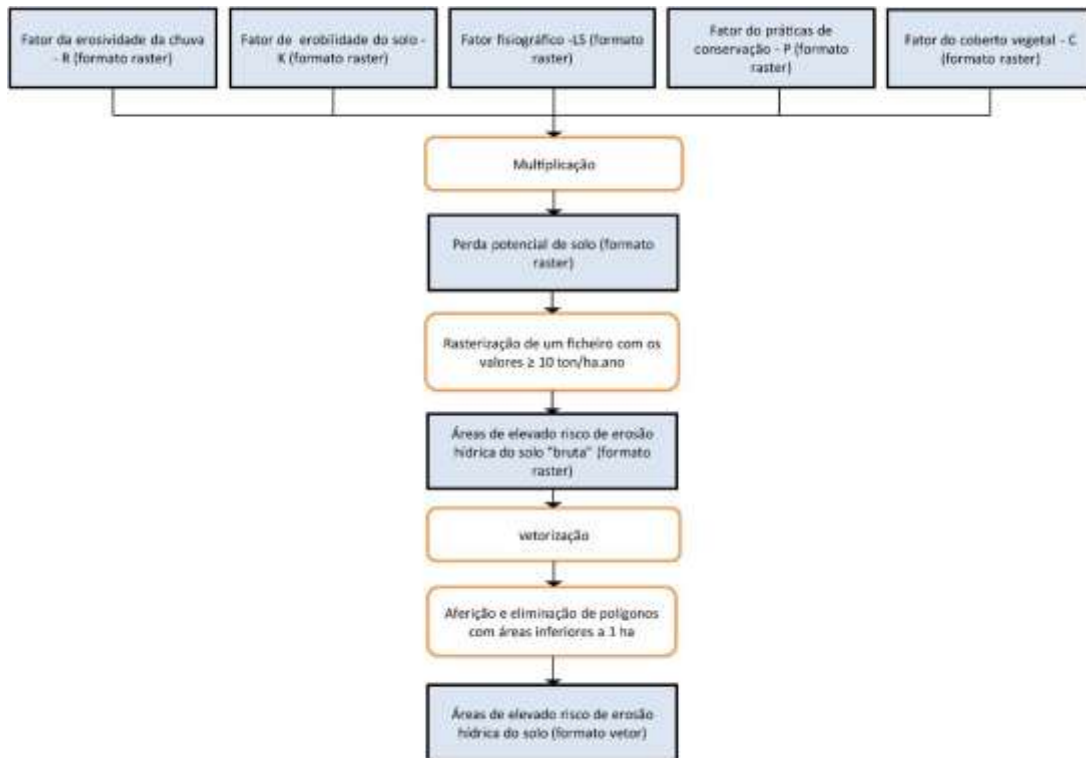 Fator da erosividade da chuva
- R (formato raster)
Fator de erobilidade do solo -
K (formato raster)
Fator fisiográfico -LS (formato
raster)
Fator do práticas de
conservação - P (formato
raster)
Fator do coberto vegetal - C
(formato raster)
Multiplicação
Perda potencial de solo (formato
raster)
Rasterização de um ficheiro com os
valores ≥ 10 ton/ha.ano
Áreas de elevado risco de erosão
hídrica do solo "bruta" (formato
raster)
vetorização
Aferição e eliminação de polígonos
com áreas inferiores a 1 ha
Áreas de elevado risco de erosão
hídrica do solo (formato vetor)